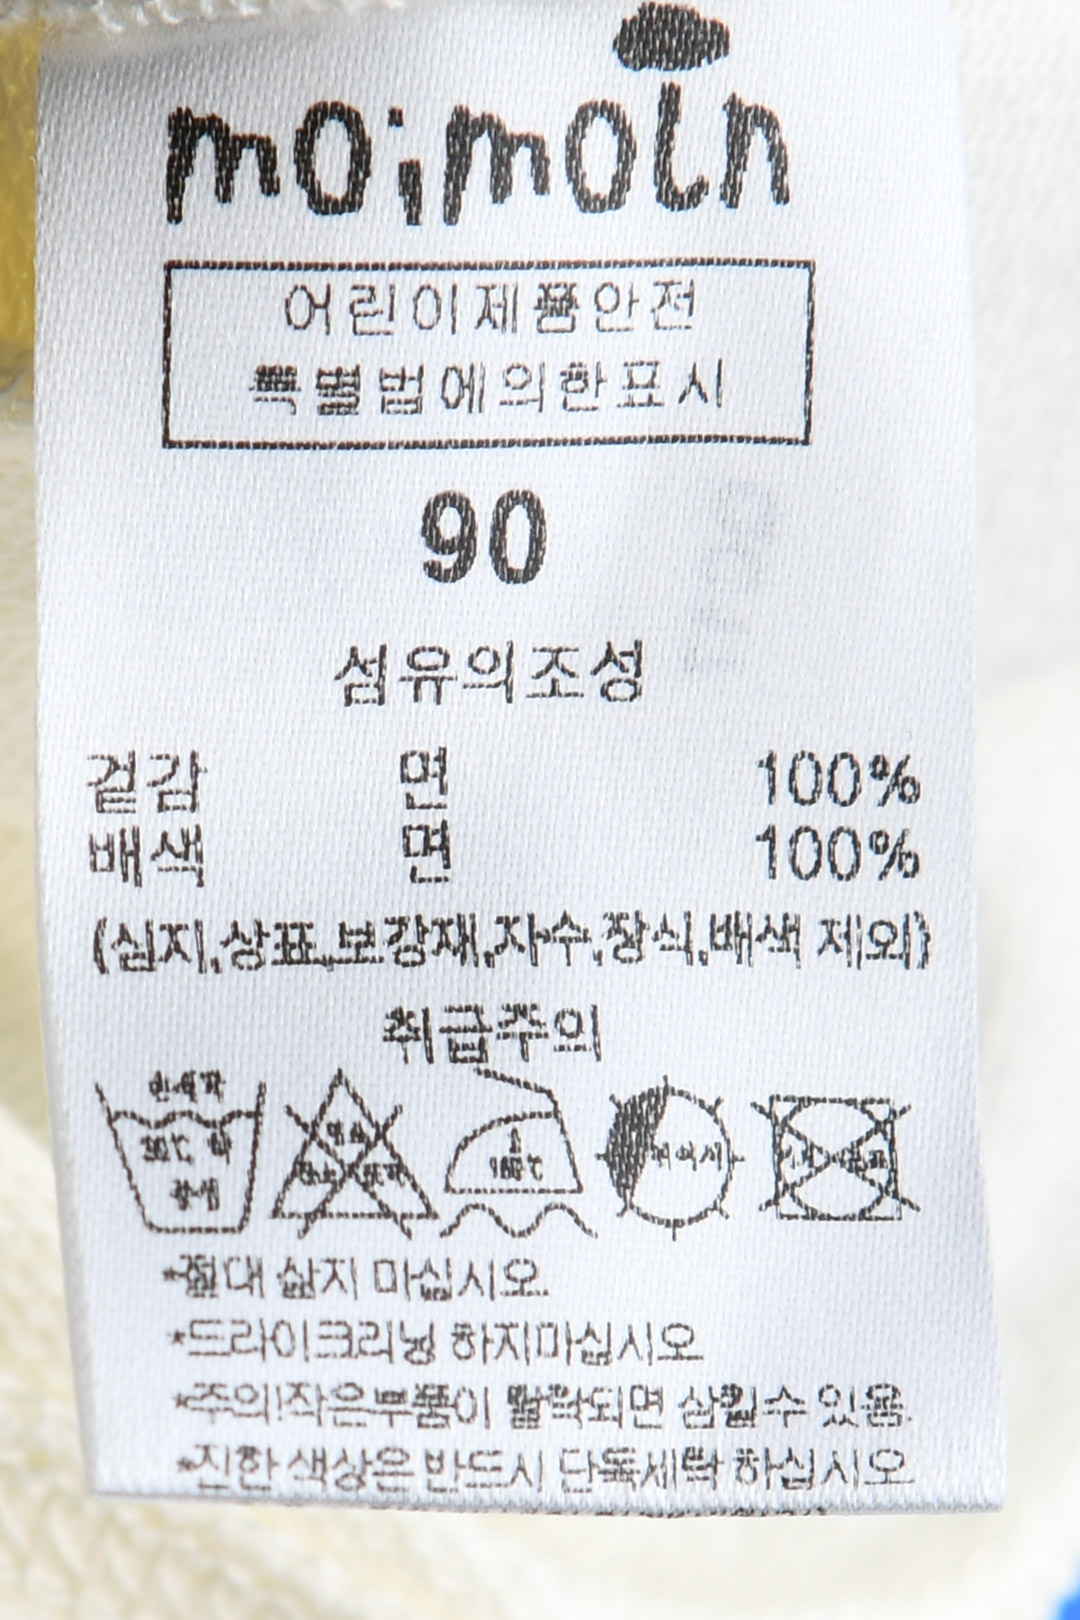 moimoln
어린이제품안전
특별법에의한표시
90
섬유의조성
겉감 면 100%
배색 면 100%
(심지,상표,보강재,자수,장식,배색 제외)
취급주의
30℃ 약
중성
*절대 삶지 마십시오.
*드라이크리닝 하지마십시오
*주의!작은부품이 탈락되면 삼킬수 있음.
*진한 색상은 반드시 단독세탁 하십시오